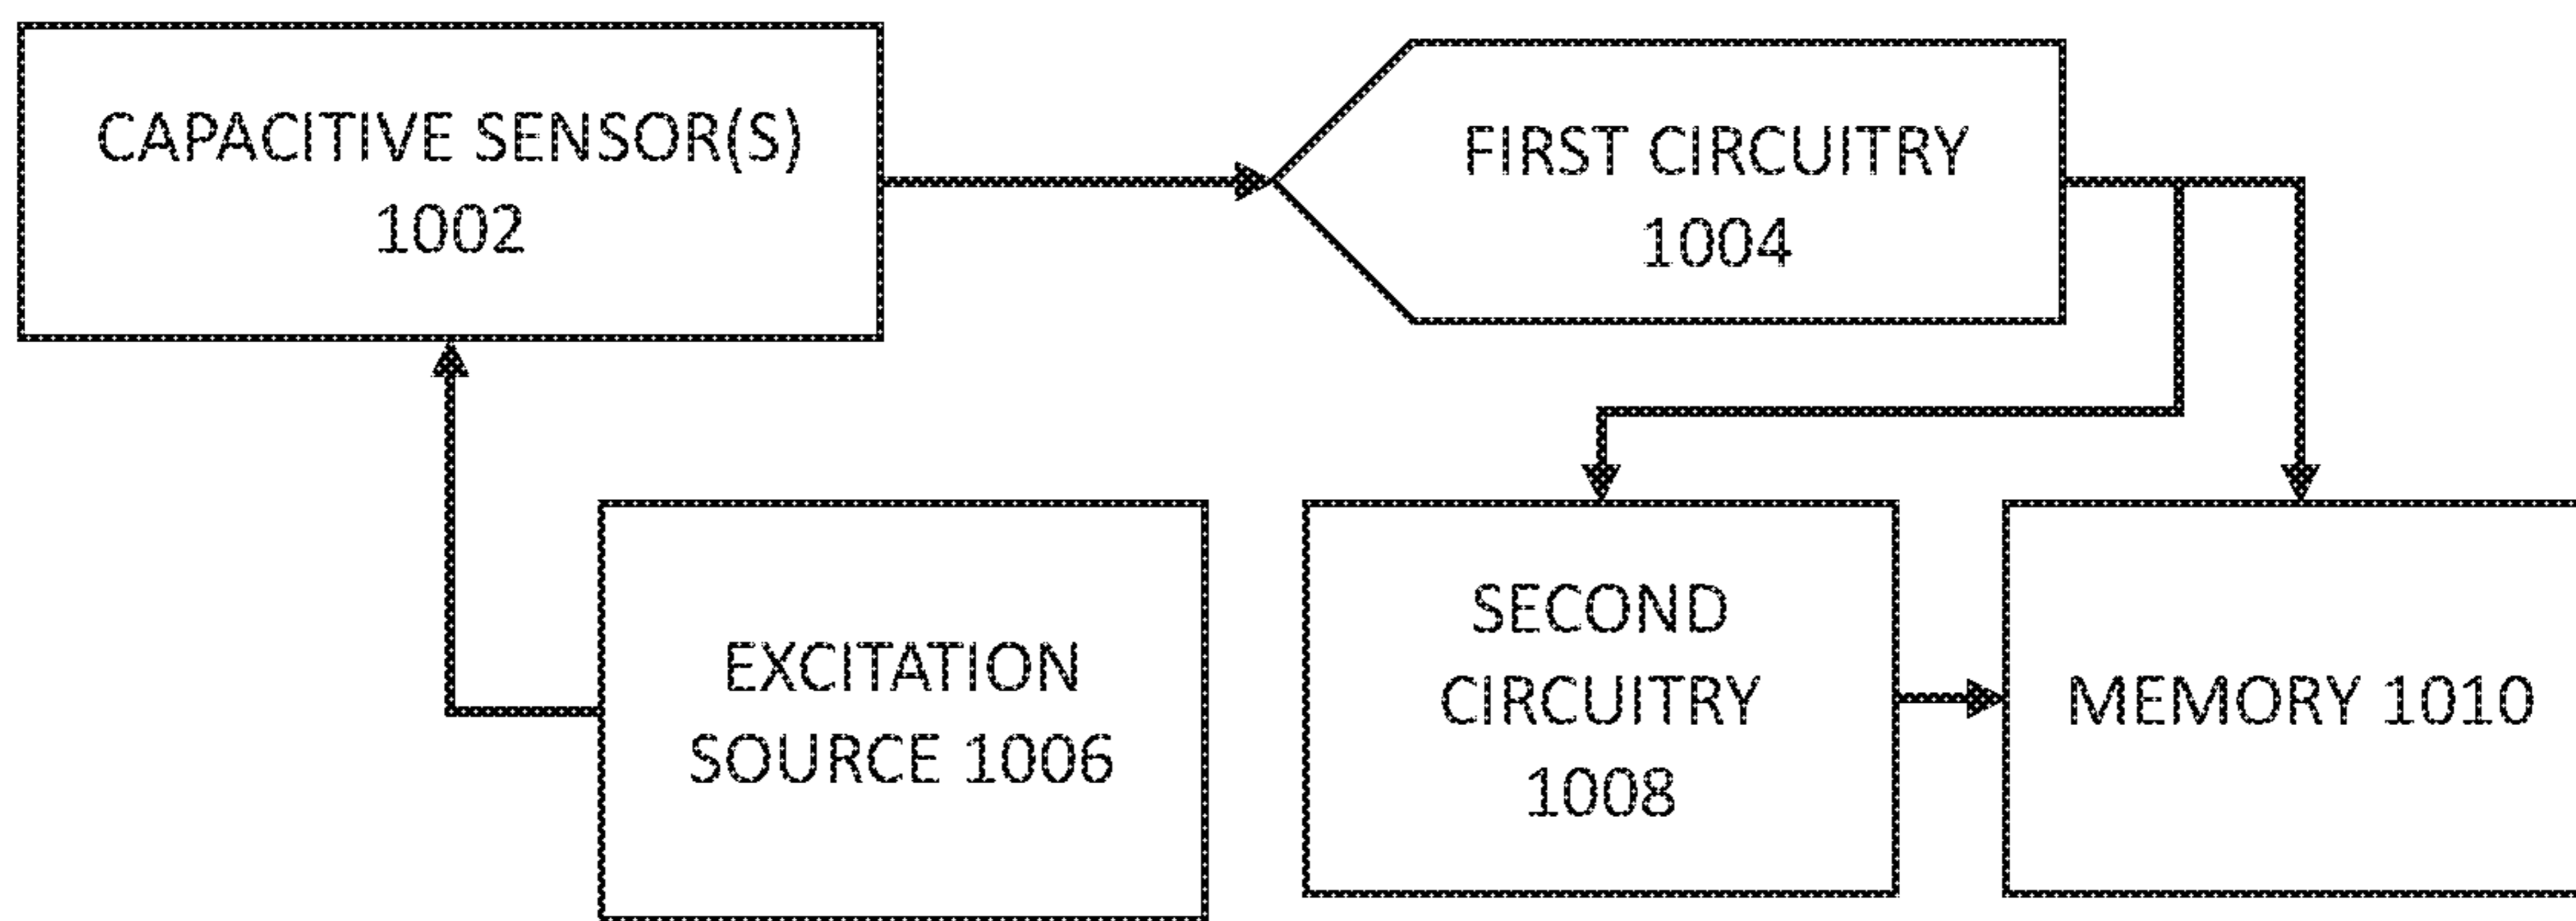 CAPACITIVE SENSOR(S)
1002
FIRST CIRCUITRY
1004
EXCITATION
SOURCE 1006
SECOND
CIRCUITRY
1008
MEMORY 1010